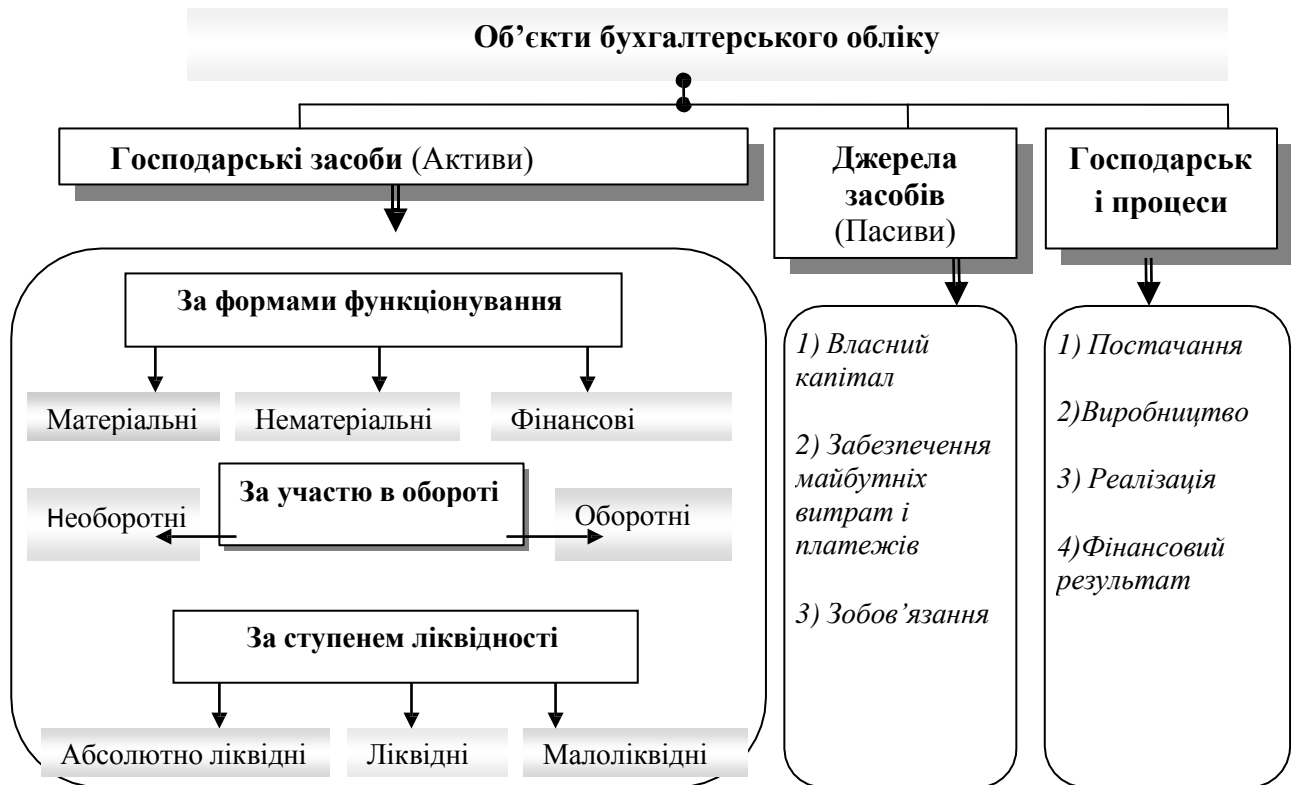 Об’єкти бухгалтерського обліку
Господарські засоби (Активи)
За формами функціонування
Матеріальні
Нематеріальні
Фінансові
За участю в обороті
Необоротні
Оборотні
За ступенем ліквідності
Абсолютно ліквідні
Ліквідні
Малоліквідні
Джерела
засобів
(Пасиви)
1) Власний
капітал
2) Забезпечення
майбутніх
витрат і
платежів
3) Зобов’язання
Господарськ
і процеси
1) Постачання
2)Виробництво
3) Реалізація
4)Фінансовий
результат